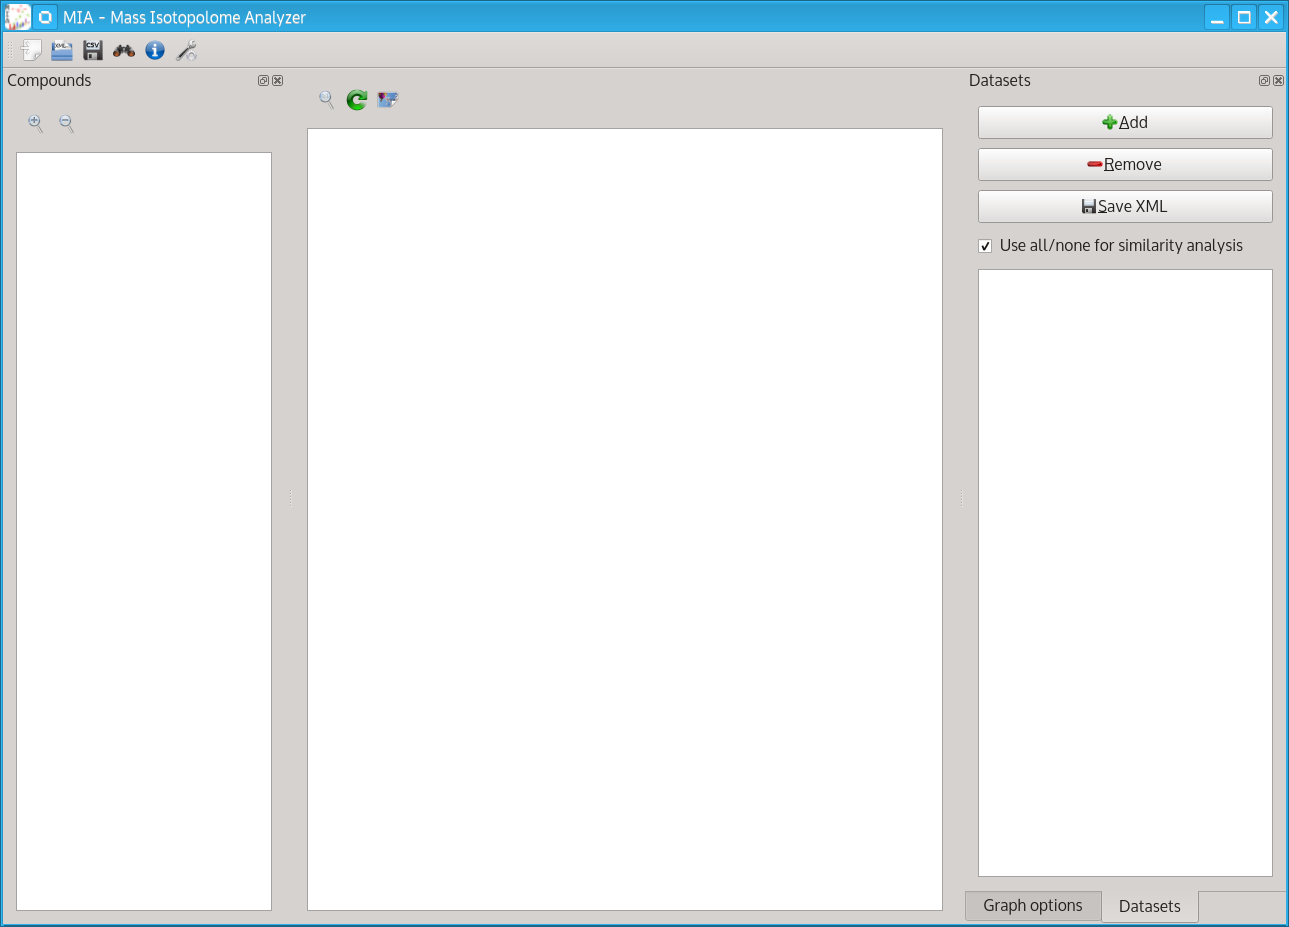 MIA - Mass Isotopolome Analyzer
XML
CSV
Compounds
Datasets
Add
Remove
Save XML
Use all/none for similarity analysis
Graph options
Datasets